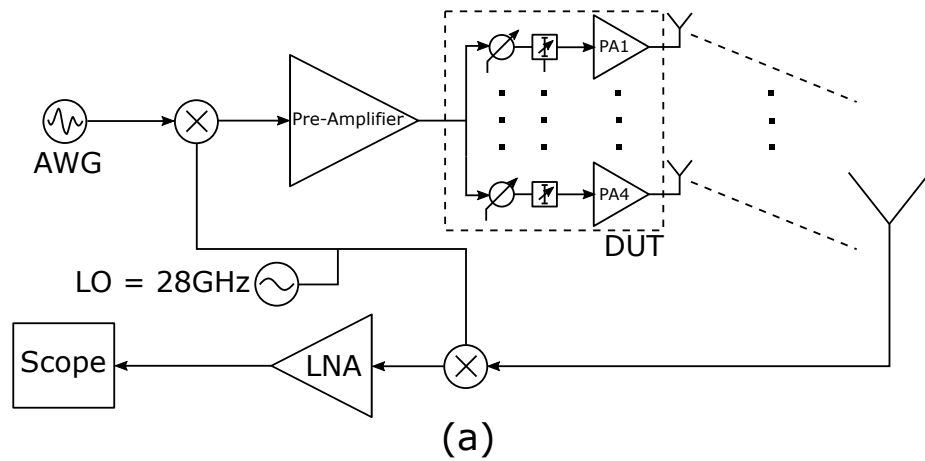 PA1
Pre-Amplifier
AWG
PA4
DUT
LO = 28GHz
Scope
LNA
(a)